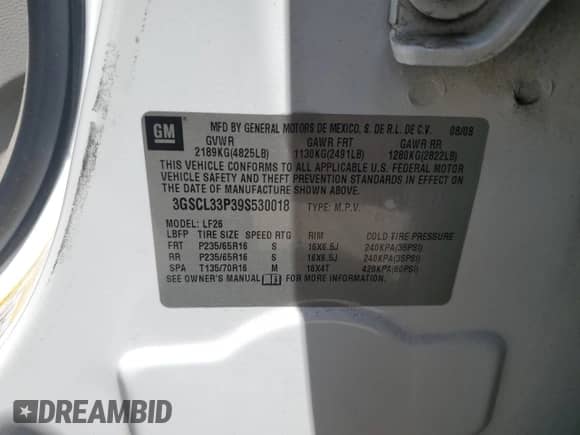 GM MFD BY GENERAL MOTORS DE MEXICO, S. DE R.L. DE C.V. 08/08
GVWR GAWR FRT GAWR RR
2189KG(4825LB) 1130KG(2491LB) 1280KG(2822LB)
THIS VEHICLE CONFORMS TO ALL APPLICABLE U.S. FEDERAL MOTOR
VEHICLE SAFETY AND THEFT PREVENTION STANDARDS IN EFFECT ON
THE DATE OF MANUFACTURE SHOWN ABOVE
3GSCL33P39S530018 TYPE: M.P.V.
MODEL: LF26
LBFP TIRE SIZE SPEED RTG RIM COLD TIRE PRESSURE
FRT P235/65R16 S 16X6.5J 240KPA(35PSI)
RR P235/65R16 S 16X6.5J 240KPA(35PSI)
SPA T135/70R16 M 16X4T 420KPA(60PSI)
SEE OWNER'S MANUAL FOR MORE INFORMATION.
DREAMBID